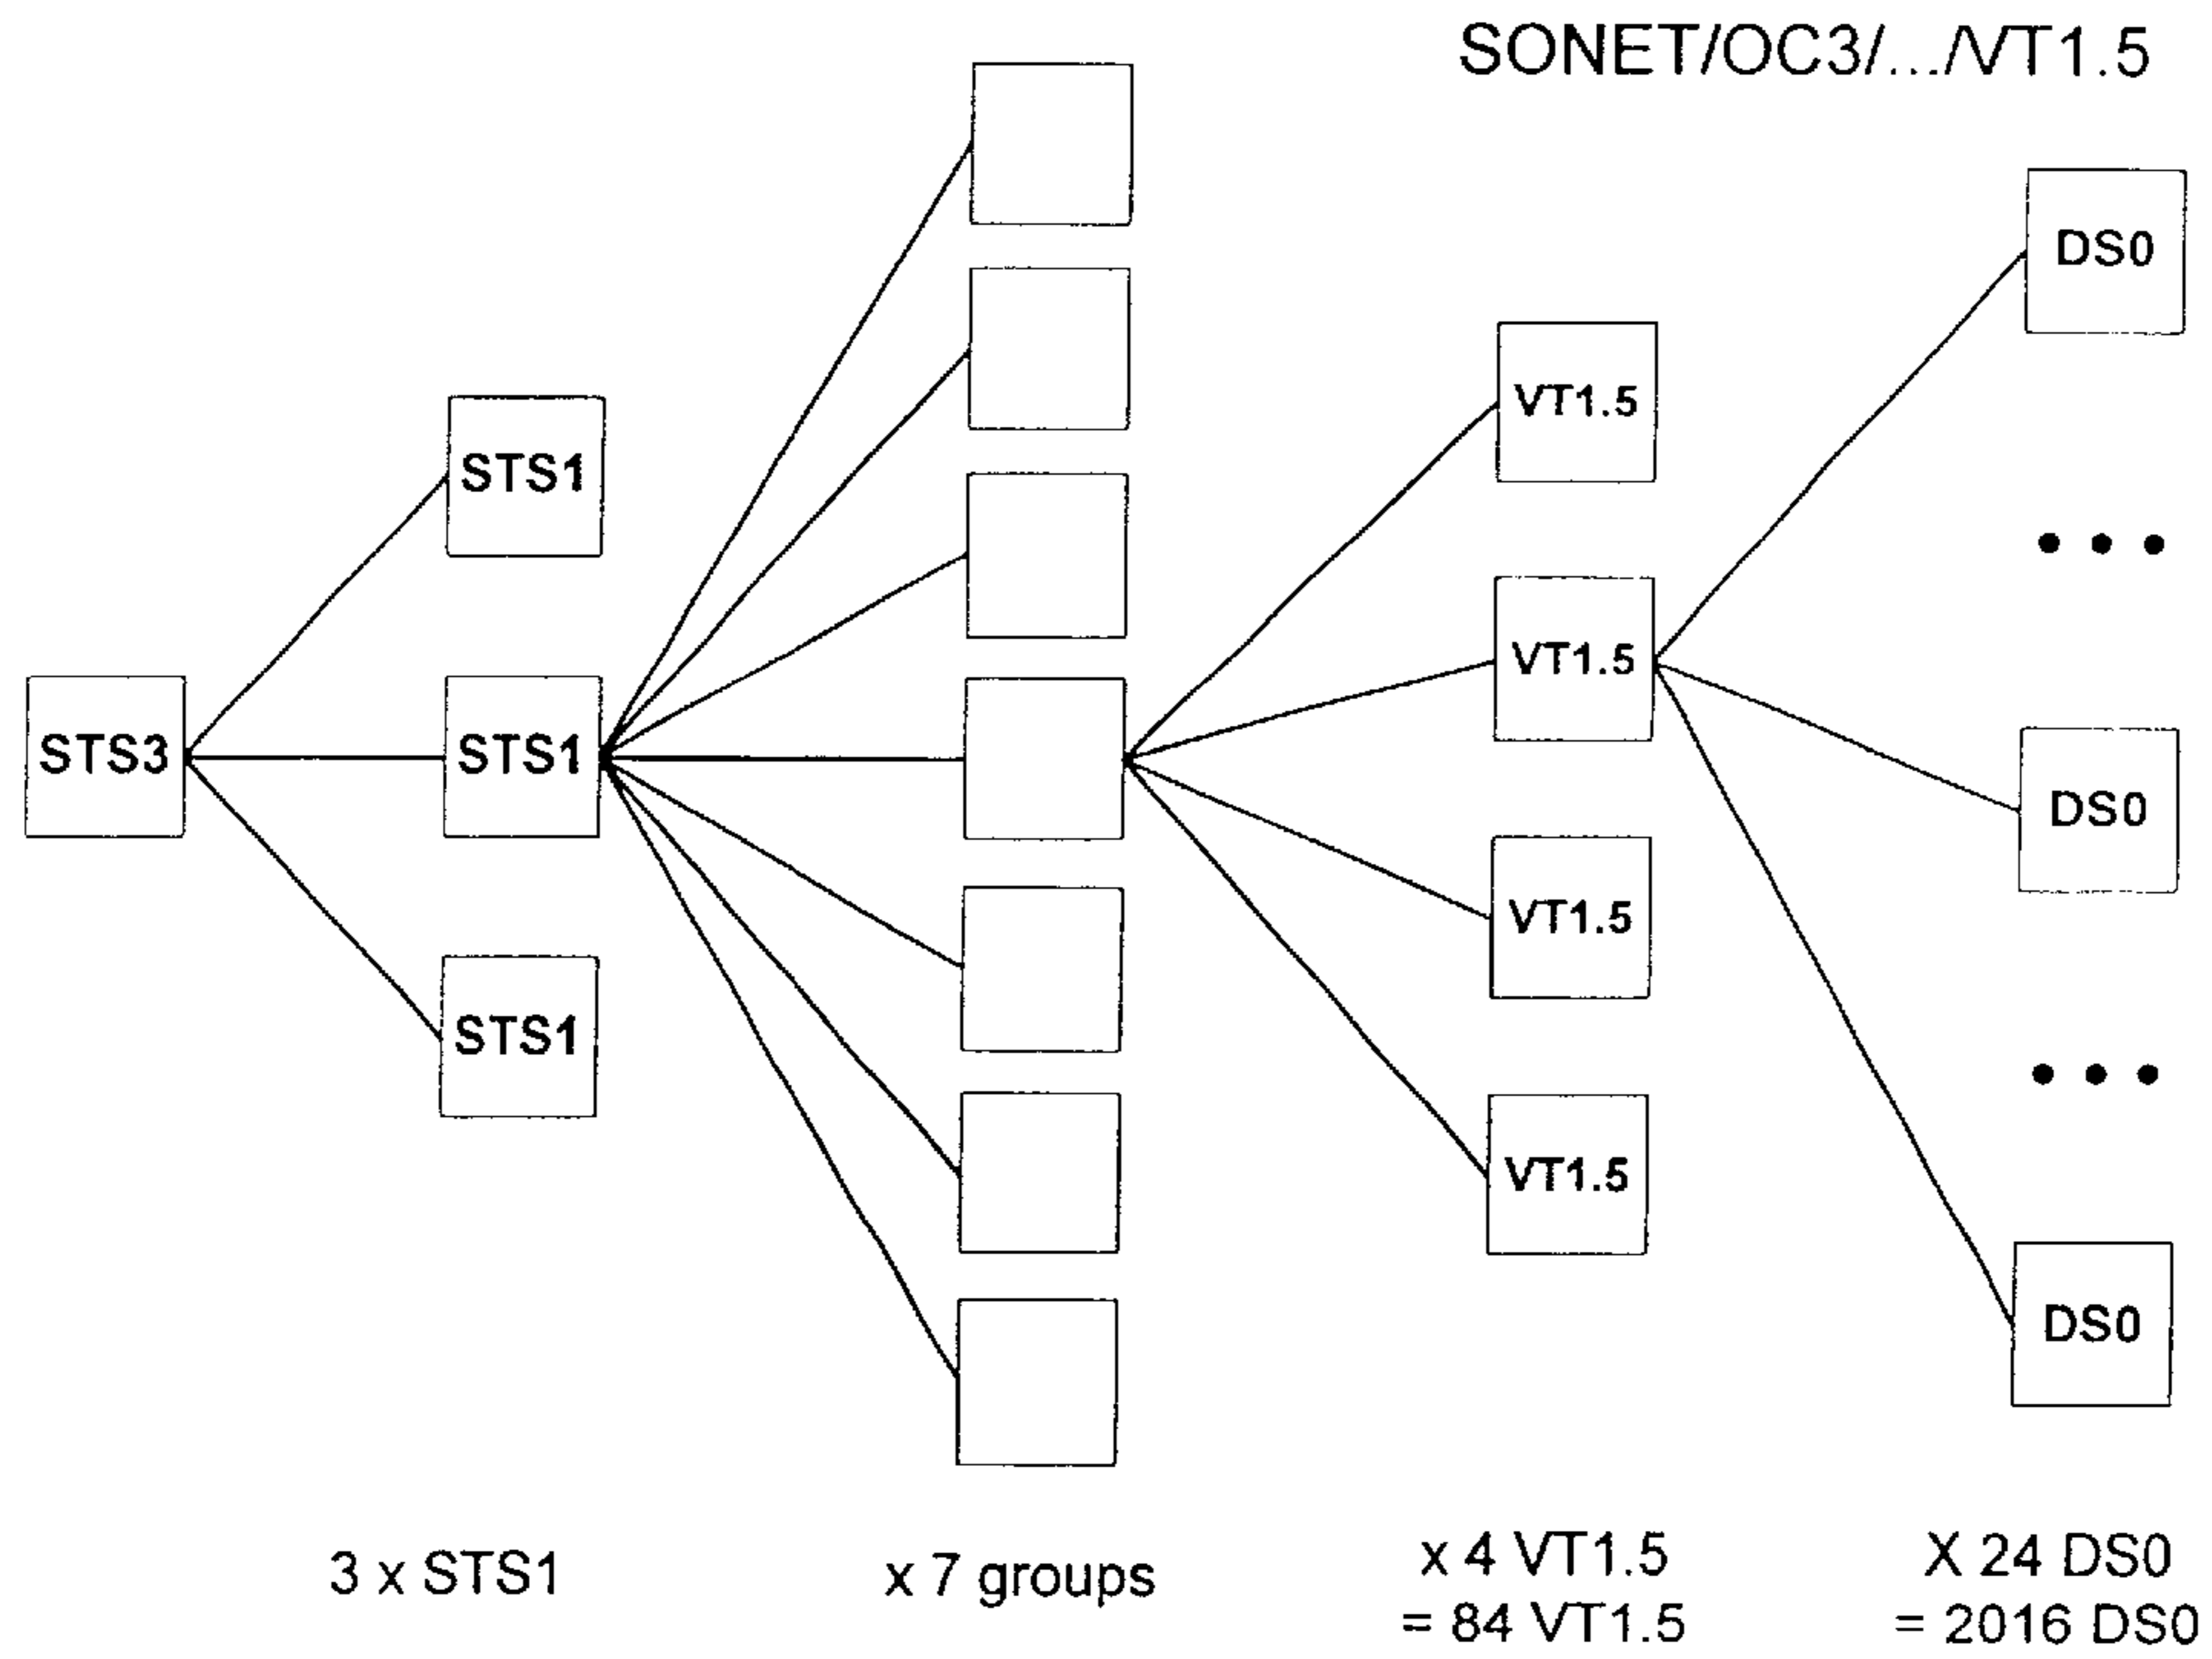 SONET/OC3/.../VT1.5
STS3
STS1
STS1
STS1
VT1.5
VT1.5
VT1.5
VT1.5
DS0
DS0
DS0
3 x STS1
x 7 groups
x 4 VT1.5
= 84 VT1.5
X 24 DS0
= 2016 DS0